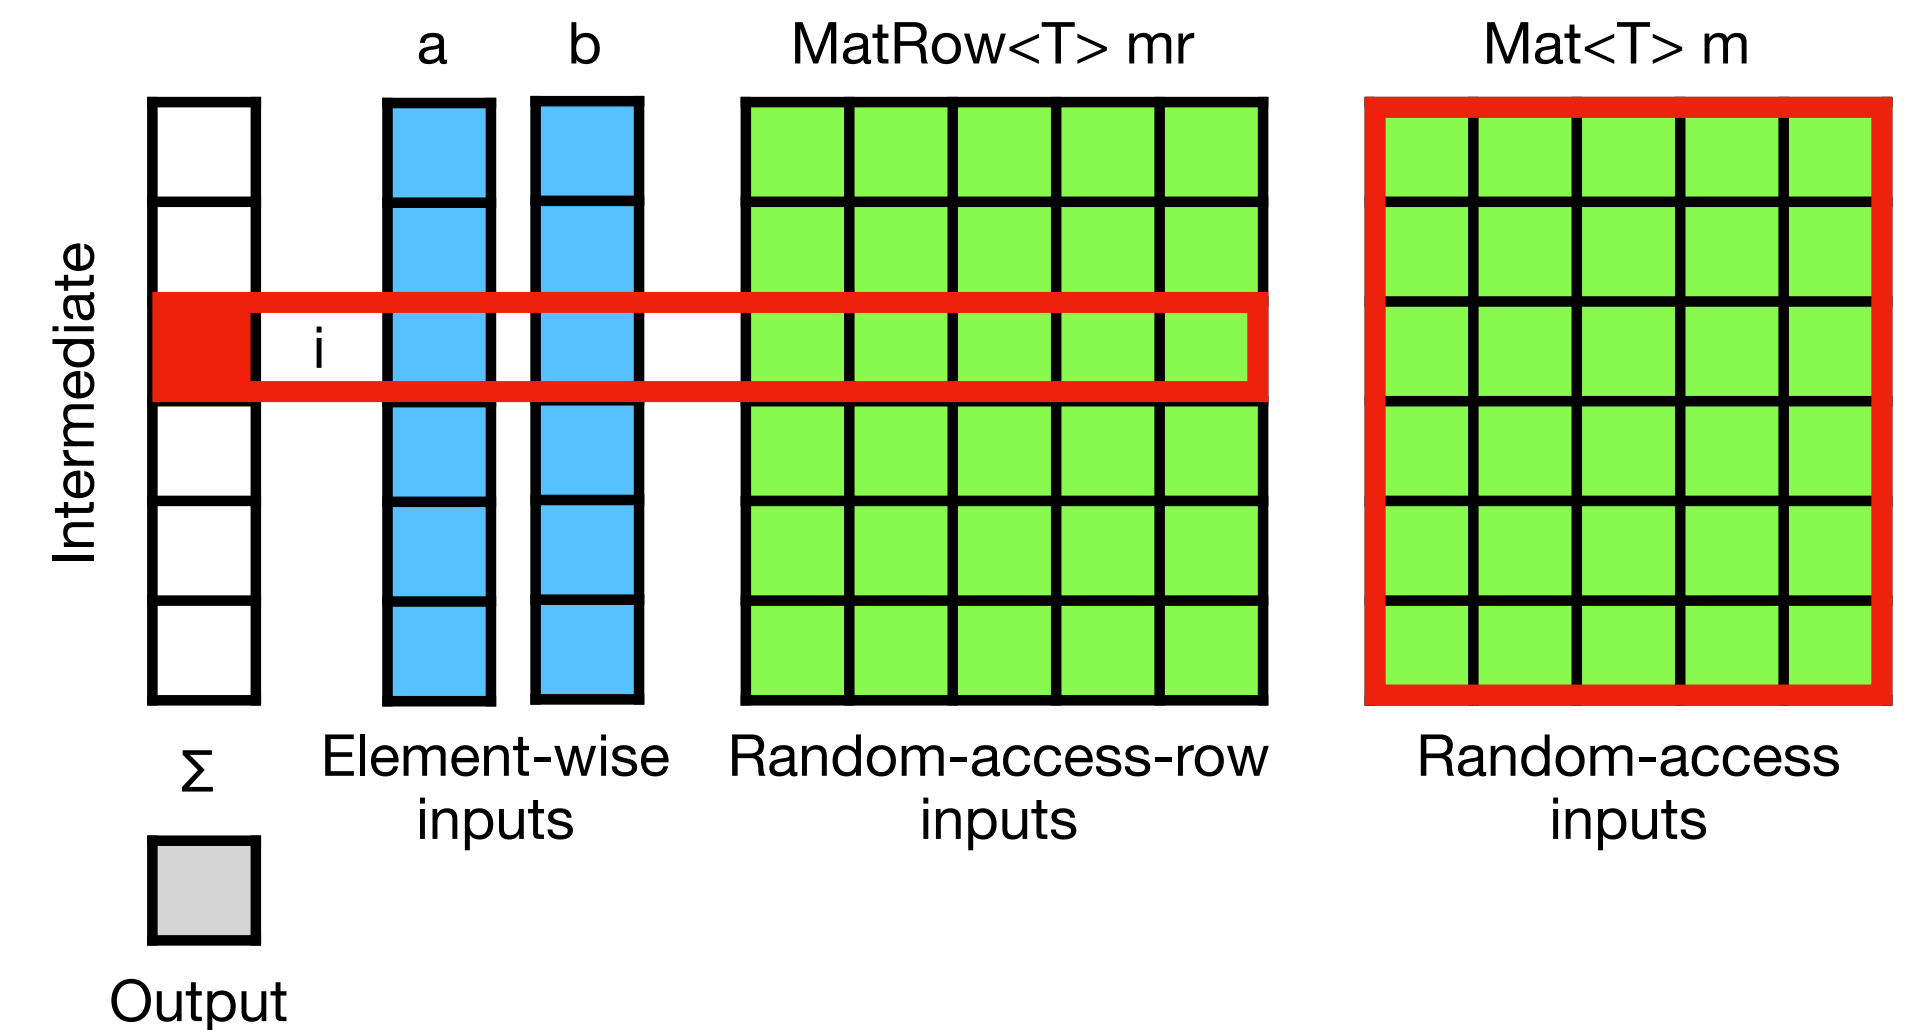 a
b
MatRow<T> mr
Mat<T> m
Intermediate
i
Σ
Element-wise
inputs
Random-access-row
inputs
Random-access
inputs
Output